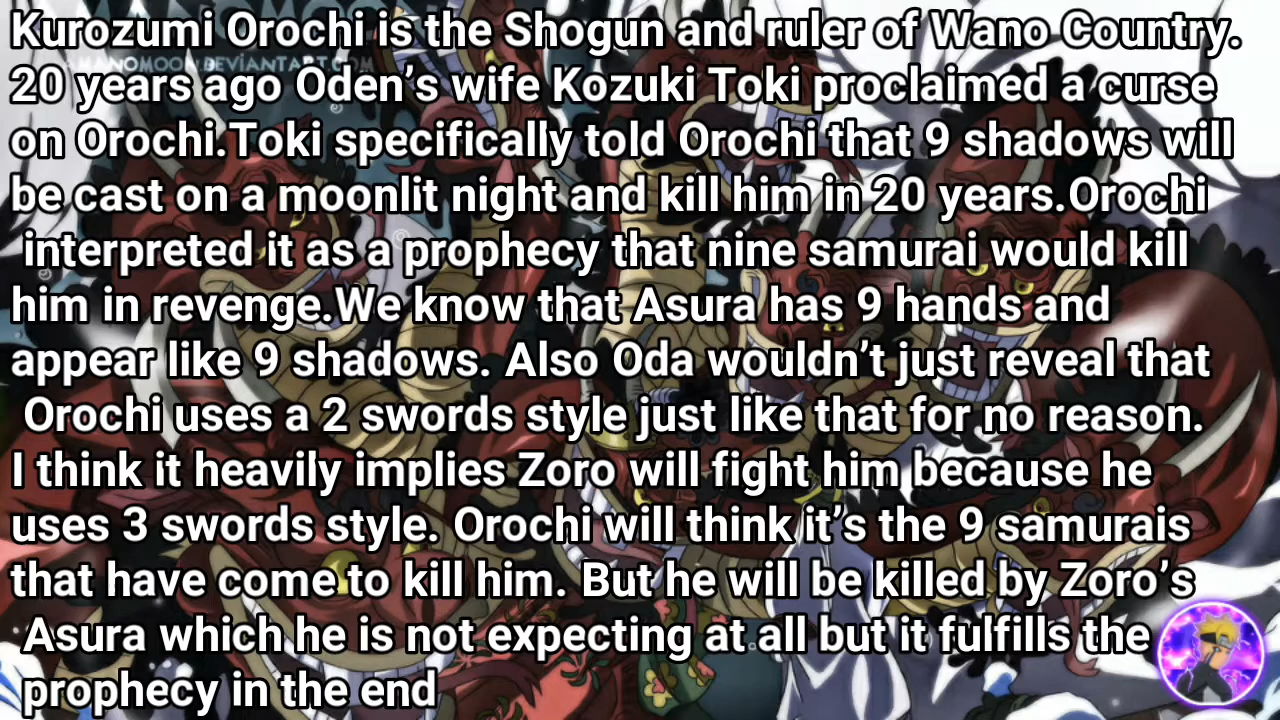 Kurozumi Orochi is the Shogun and ruler of Wano Country.
AMANOMOON.DEVIANTART.COM
20 years ago Oden’s wife Kozuki Toki proclaimed a curse
on Orochi.Toki specifically told Orochi that 9 shadows will
be cast on a moonlit night and kill him in 20 years.Orochi
interpreted it as a prophecy that nine samurai would kill
him in revenge.We know that Asura has 9 hands and
appear like 9 shadows. Also Oda wouldn’t just reveal that
Orochi uses a 2 swords style just like that for no reason.
I think it heavily implies Zoro will fight him because he
uses 3 swords style. Orochi will think it’s the 9 samurais
that have come to kill him. But he will be killed by Zoro’s
Asura which he is not expecting at all but it fulfills the
prophecy in the end